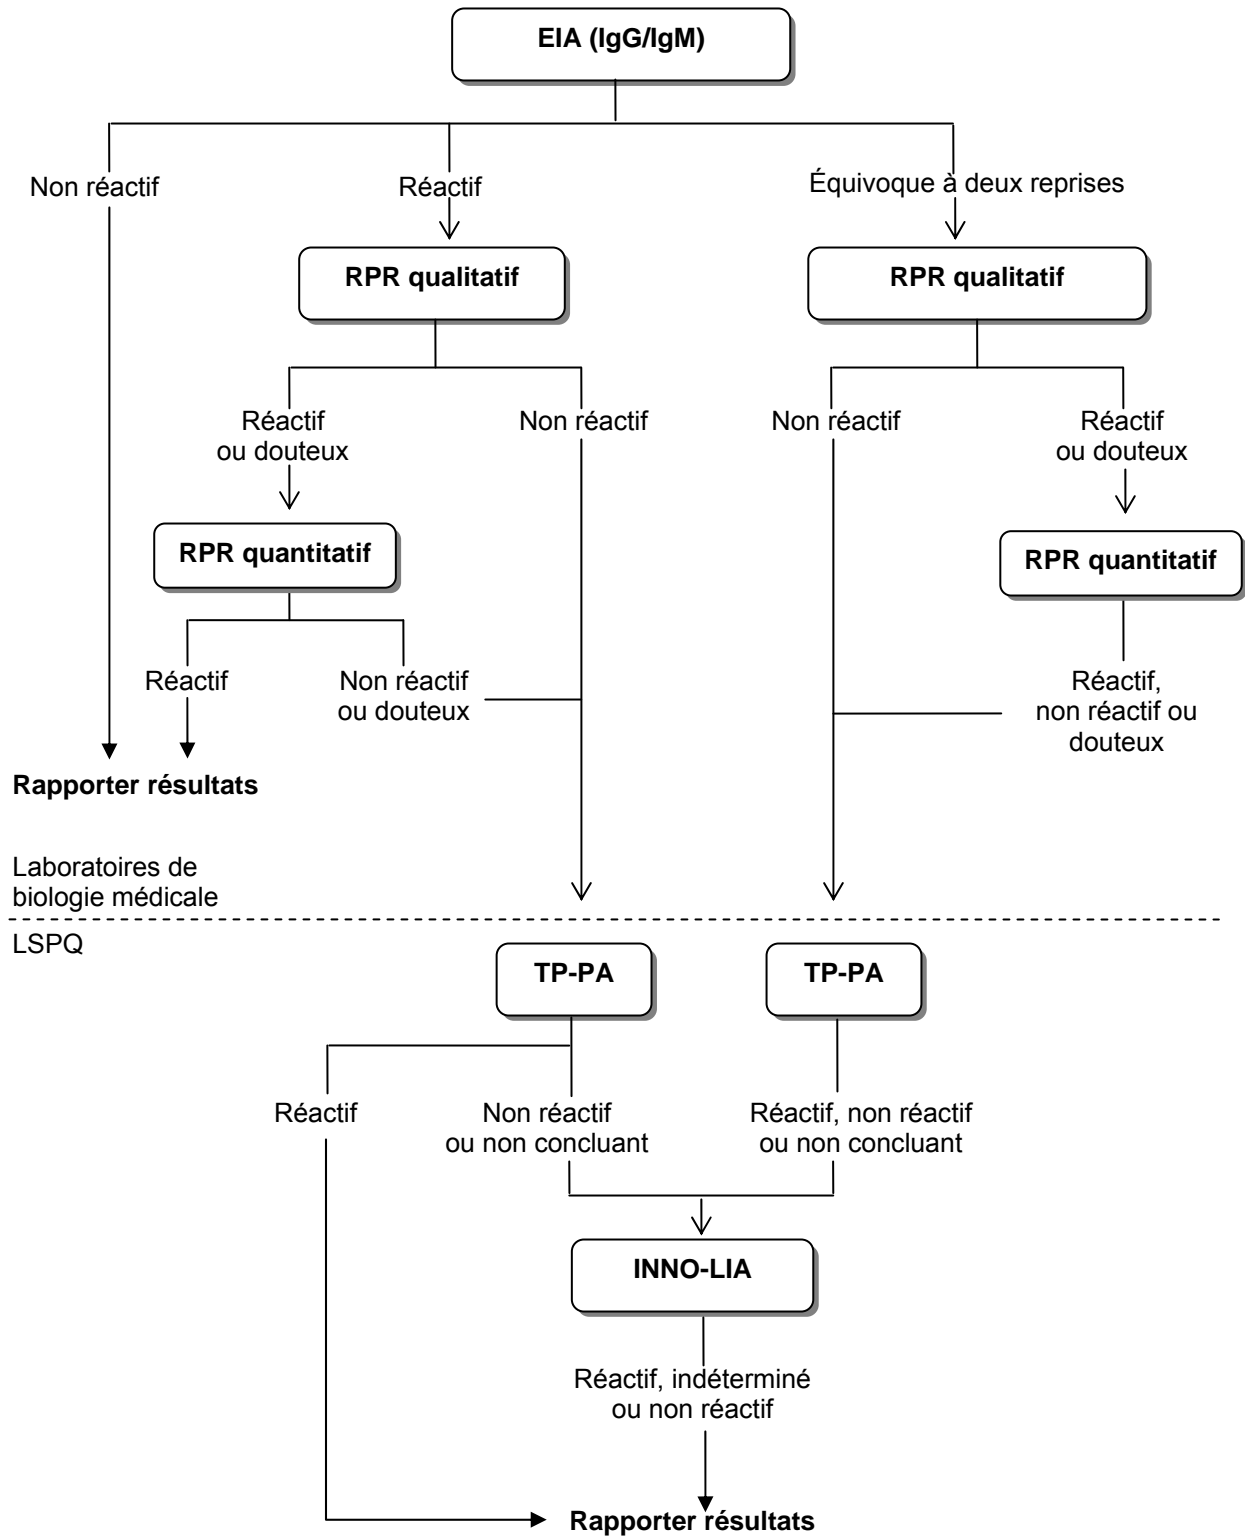 EIA (IgG/IgM)
Non réactif
Réactif
Équivoque à deux reprises
RPR qualitatif
RPR qualitatif
Réactif
ou douteux
Non réactif
Non réactif
Réactif
ou douteux
RPR quantitatif
RPR quantitatif
Réactif
Non réactif
ou douteux
Réactif,
non réactif ou
douteux
Rapporter résultats
Laboratoires de
biologie médicale
LSPQ
TP-PA
TP-PA
Réactif
Non réactif
ou non concluant
Réactif, non réactif
ou non concluant
INNO-LIA
Réactif, indéterminé
ou non réactif
Rapporter résultats